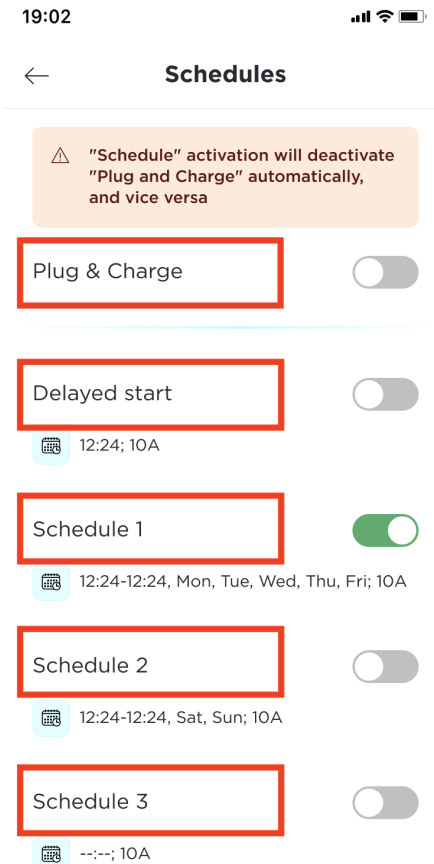 19:02
Schedules
"Schedule" activation will deactivate
"Plug and Charge" automatically,
and vice versa
Plug & Charge
Delayed start
12:24; 10A
Schedule 1
12:24-12:24, Mon, Tue, Wed, Thu, Fri; 10A
Schedule 2
12:24-12:24, Sat, Sun; 10A
Schedule 3
--:--; 10A